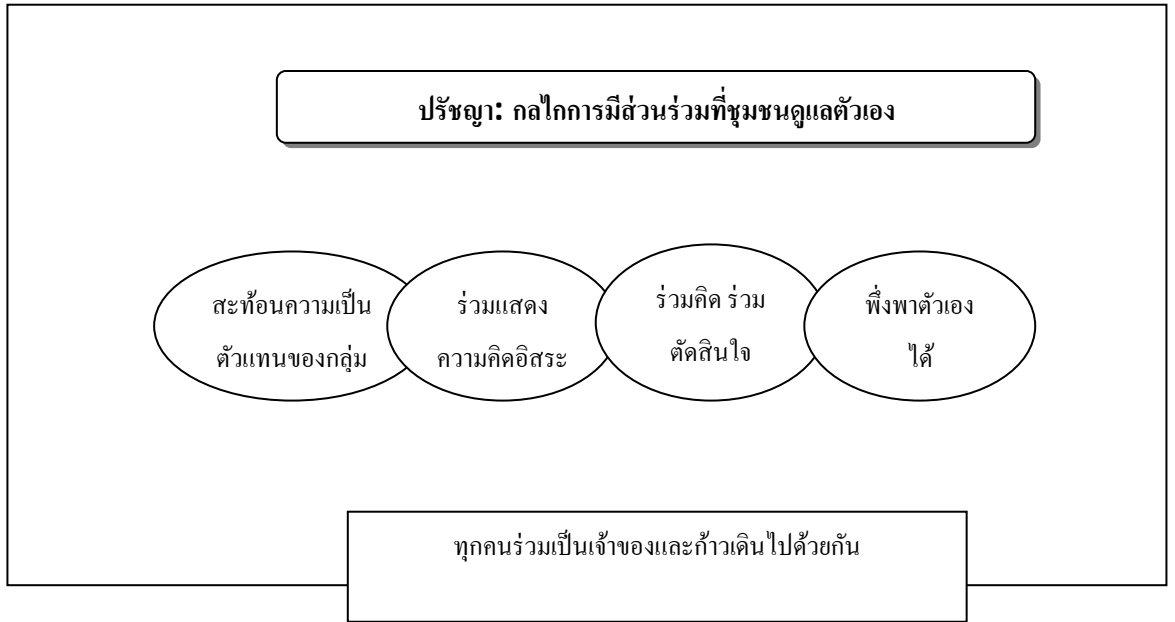 ปรัชญา: กลไกการมีส่วนร่วมที่ชุมชนดูแลตัวเอง
สะท้อนความเป็น
ตัวแทนของกลุ่ม
ร่วมแสดง
ความคิดอิสระ
ร่วมคิด ร่วม
ตัดสินใจ
พึ่งพาตัวเอง
ได้
ทุกคนร่วมเป็นเจ้าของและก้าวเดินไปด้วยกัน